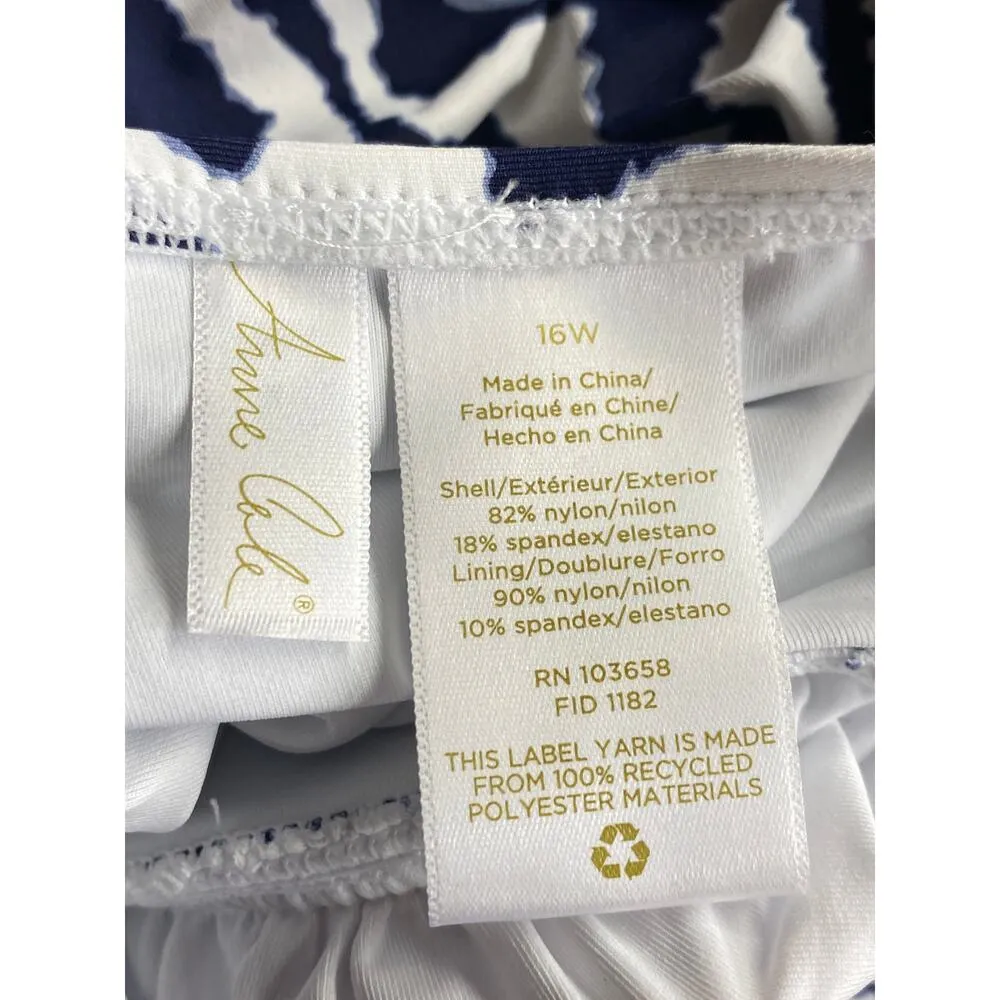 Anne Cole®
16W
Made in China/
Fabriqué en Chine/
Hecho en China
Shell/Extérieur/Exterior
82% nylon/nilon
18% spandex/elestano
Lining/Doublure/Forro
90% nylon/nilon
10% spandex/elestano
RN 103658
FID 1182
THIS LABEL YARN IS MADE
FROM 100% RECYCLED
POLYESTER MATERIALS